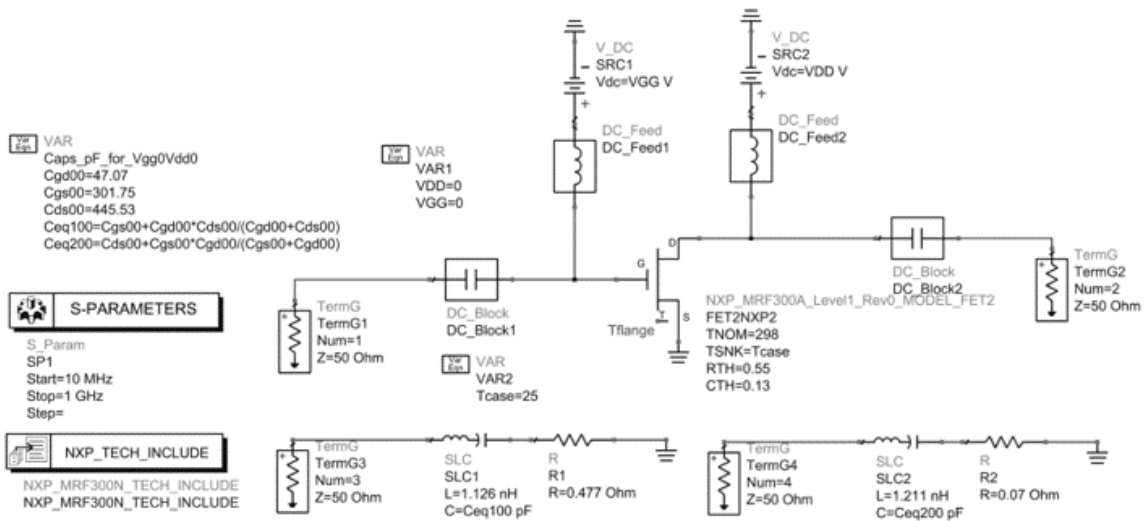 V_DC
SRC1
Vdc=VGG V
V_DC
SRC2
Vdc=VDD V
DC_Feed
DC_Feed1
DC_Feed
DC_Feed2
Var
Eqn
VAR
Caps_pF_for_Vgg0Vdd0
Cgd00=47.07
Cgs00=301.75
Cds00=445.53
Ceq100=Cgs00+Cgd00*Cds00/(Cgd00+Cds00)
Ceq200=Cds00+Cgs00*Cgd00/(Cgs00+Cgd00)
Var
Eqn
VAR
VAR1
VDD=0
VGG=0
S-PARAMETERS
S_Param
SP1
Start=10 MHz
Stop=1 GHz
Step=
NXP_TECH_INCLUDE
NXP_MRF300N_TECH_INCLUDE
NXP_MRF300N_TECH_INCLUDE
TermG
TermG1
Num=1
Z=50 Ohm
DC_Block
DC_Block1
Var
Eqn
VAR
VAR2
Tcase=25
G
D
S
T
Tflange
NXP_MRF300A_Level1_Rev0_MODEL_FET2
FET2NXP2
TNOM=298
TSNK=Tcase
RTH=0.55
CTH=0.13
DC_Block
DC_Block2
TermG
TermG2
Num=2
Z=50 Ohm
TermG
TermG3
Num=3
Z=50 Ohm
SLC
SLC1
L=1.126 nH
C=Ceq100 pF
R
R1
R=0.477 Ohm
TermG
TermG4
Num=4
Z=50 Ohm
SLC
SLC2
L=1.211 nH
C=Ceq200 pF
R
R2
R=0.07 Ohm